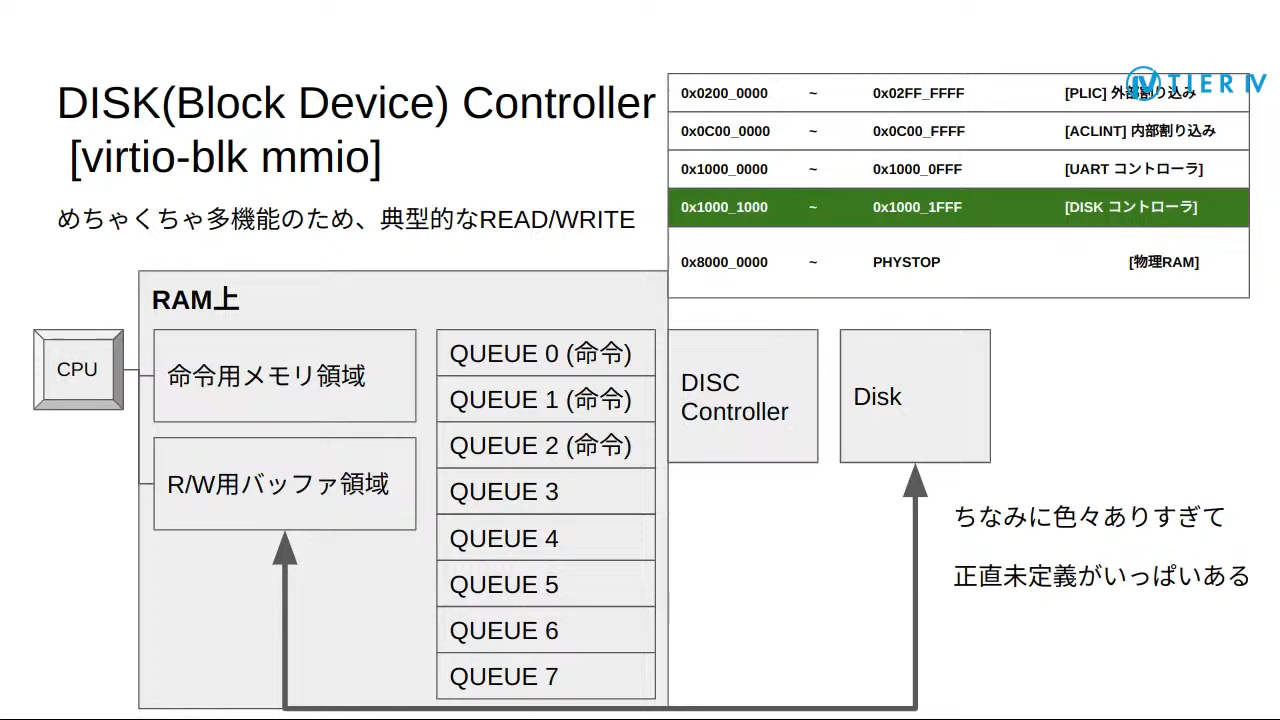 DISK(Block Device) Controller
[virtio-blk mmio]
めちゃくちゃ多機能のため、典型的なREAD/WRITE
TIER IV
0x0200_0000 ~ 0x02FF_FFFF [PLIC] 外部割り込み
0x0C00_0000 ~ 0x0C00_FFFF [ACLINT] 内部割り込み
0x1000_0000 ~ 0x1000_0FFF [UART コントローラ]
0x1000_1000 ~ 0x1000_1FFF [DISK コントローラ]
0x8000_0000 ~ PHYSTOP [物理RAM]
RAM上
CPU
命令用メモリ領域
R/W用バッファ領域
QUEUE 0 (命令)
QUEUE 1 (命令)
QUEUE 2 (命令)
QUEUE 3
QUEUE 4
QUEUE 5
QUEUE 6
QUEUE 7
DISC
Controller
Disk
ちなみに色々ありすぎて
正直未定義がいっぱいある